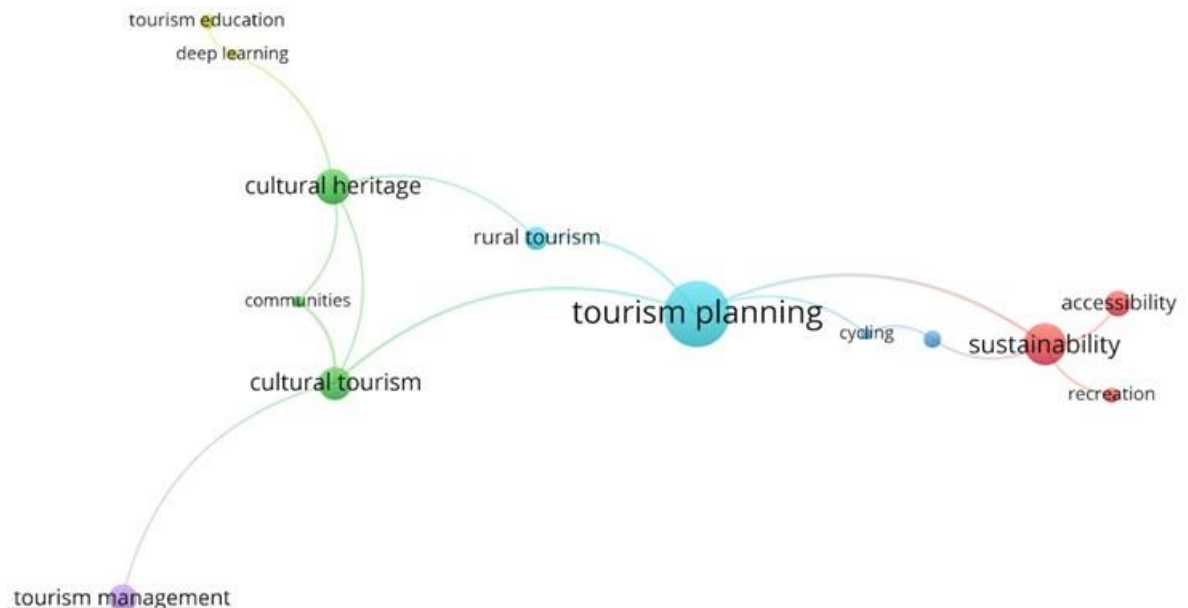 tourism education
deep learning
cultural heritage
rural tourism
communities
tourism planning
accessibility
cycling
sustainability
cultural tourism
recreation
tourism management